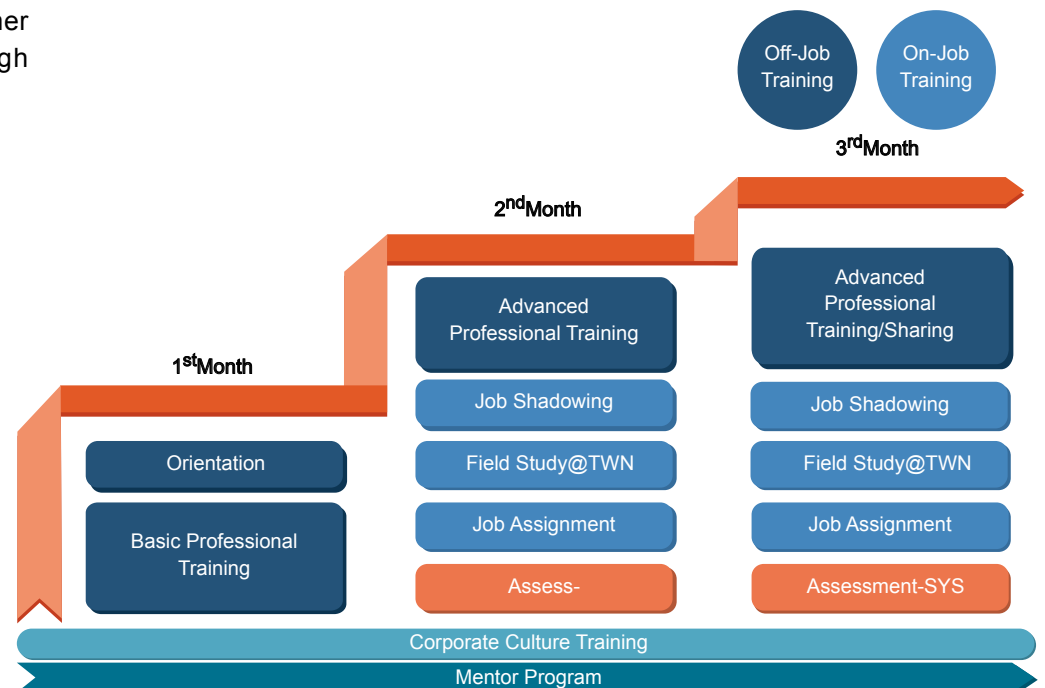 Off-Job
Training
On-Job
Training
3rdMonth
2ndMonth
1stMonth
Orientation
Basic Professional
Training
Advanced
Professional Training
Job Shadowing
Field Study@TWN
Job Assignment
Assess-
Advanced
Professional
Training/Sharing
Job Shadowing
Field Study@TWN
Job Assignment
Assessment-SYS
Corporate Culture Training
Mentor Program